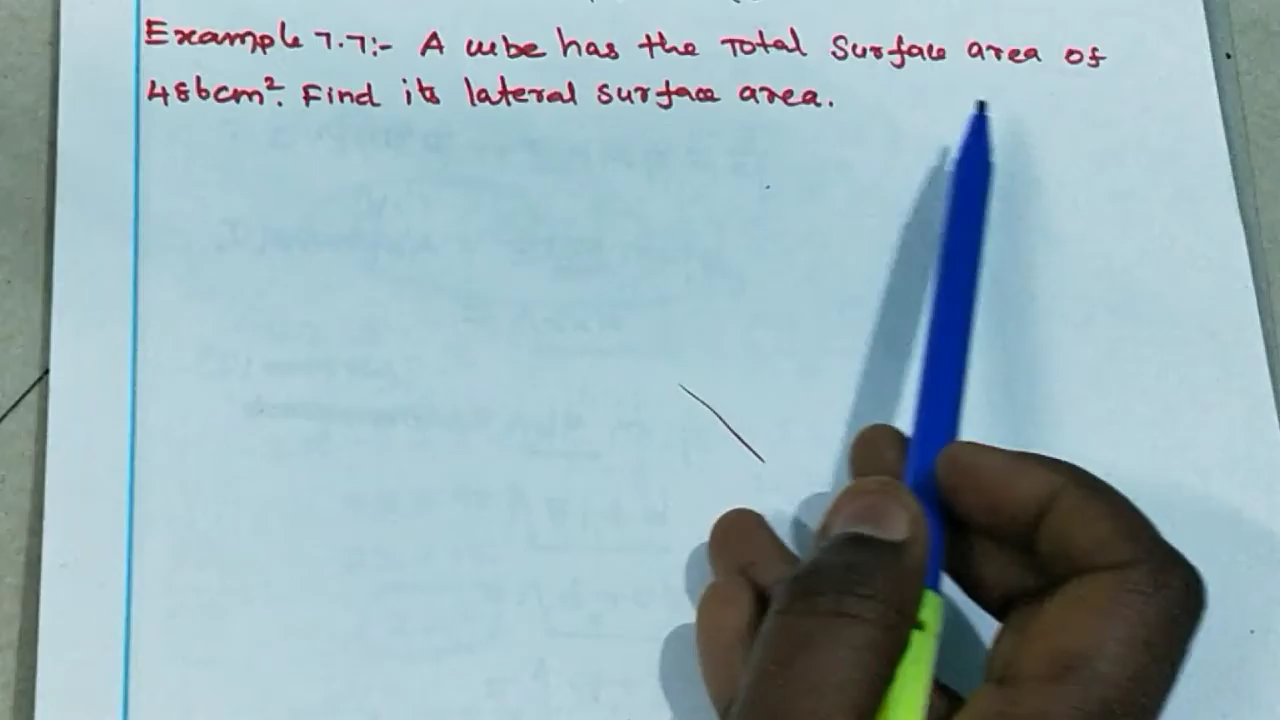 Example 7.7:- A cube has the Total Surface area of
486cm². Find its lateral surface area.